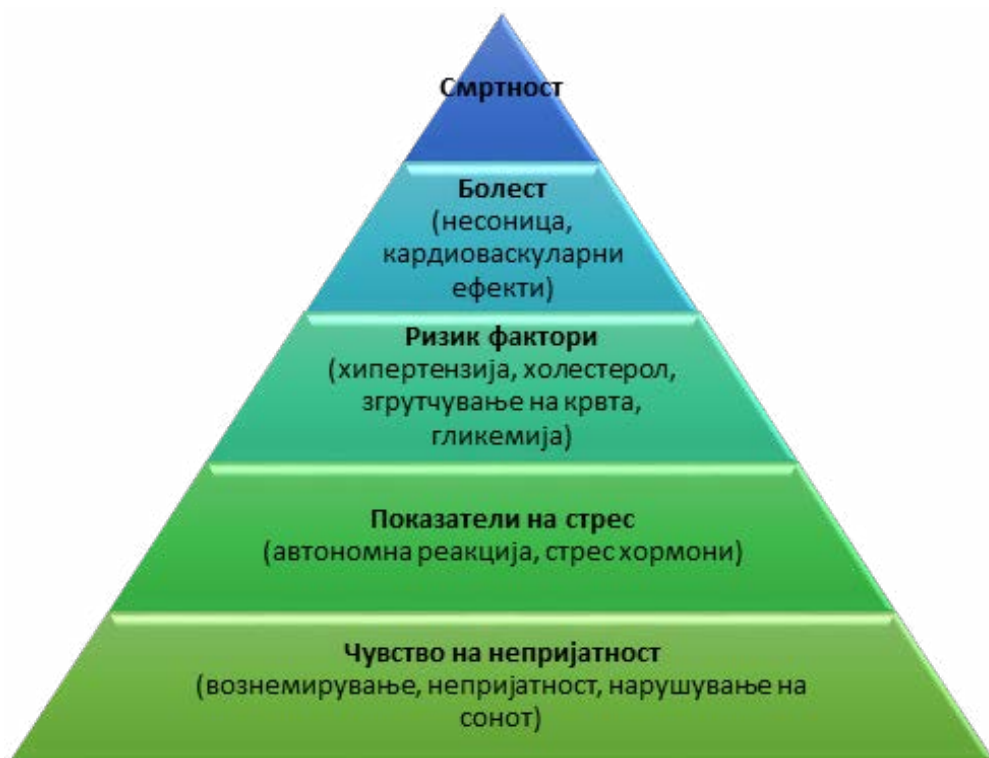 Смртност
Болест
(несоница,
кардиоваскуларни
ефекти)
Ризик фактори
(хипертензија, холестерол,
згрутчување на крвта,
гликемија)
Показатели на стрес
(автономна реакција, стрес хормони)
Чувство на непријатност
(вознемирување, непријатност, нарушување на
сонот)